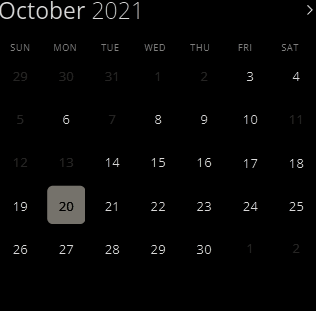 October 2021
SUN MON TUE WED THU FRI SAT
29 30 31 1 2 3 4
5 6 7 8 9 10 11
12 13 14 15 16 17 18
19 20 21 22 23 24 25
26 27 28 29 30 1 2